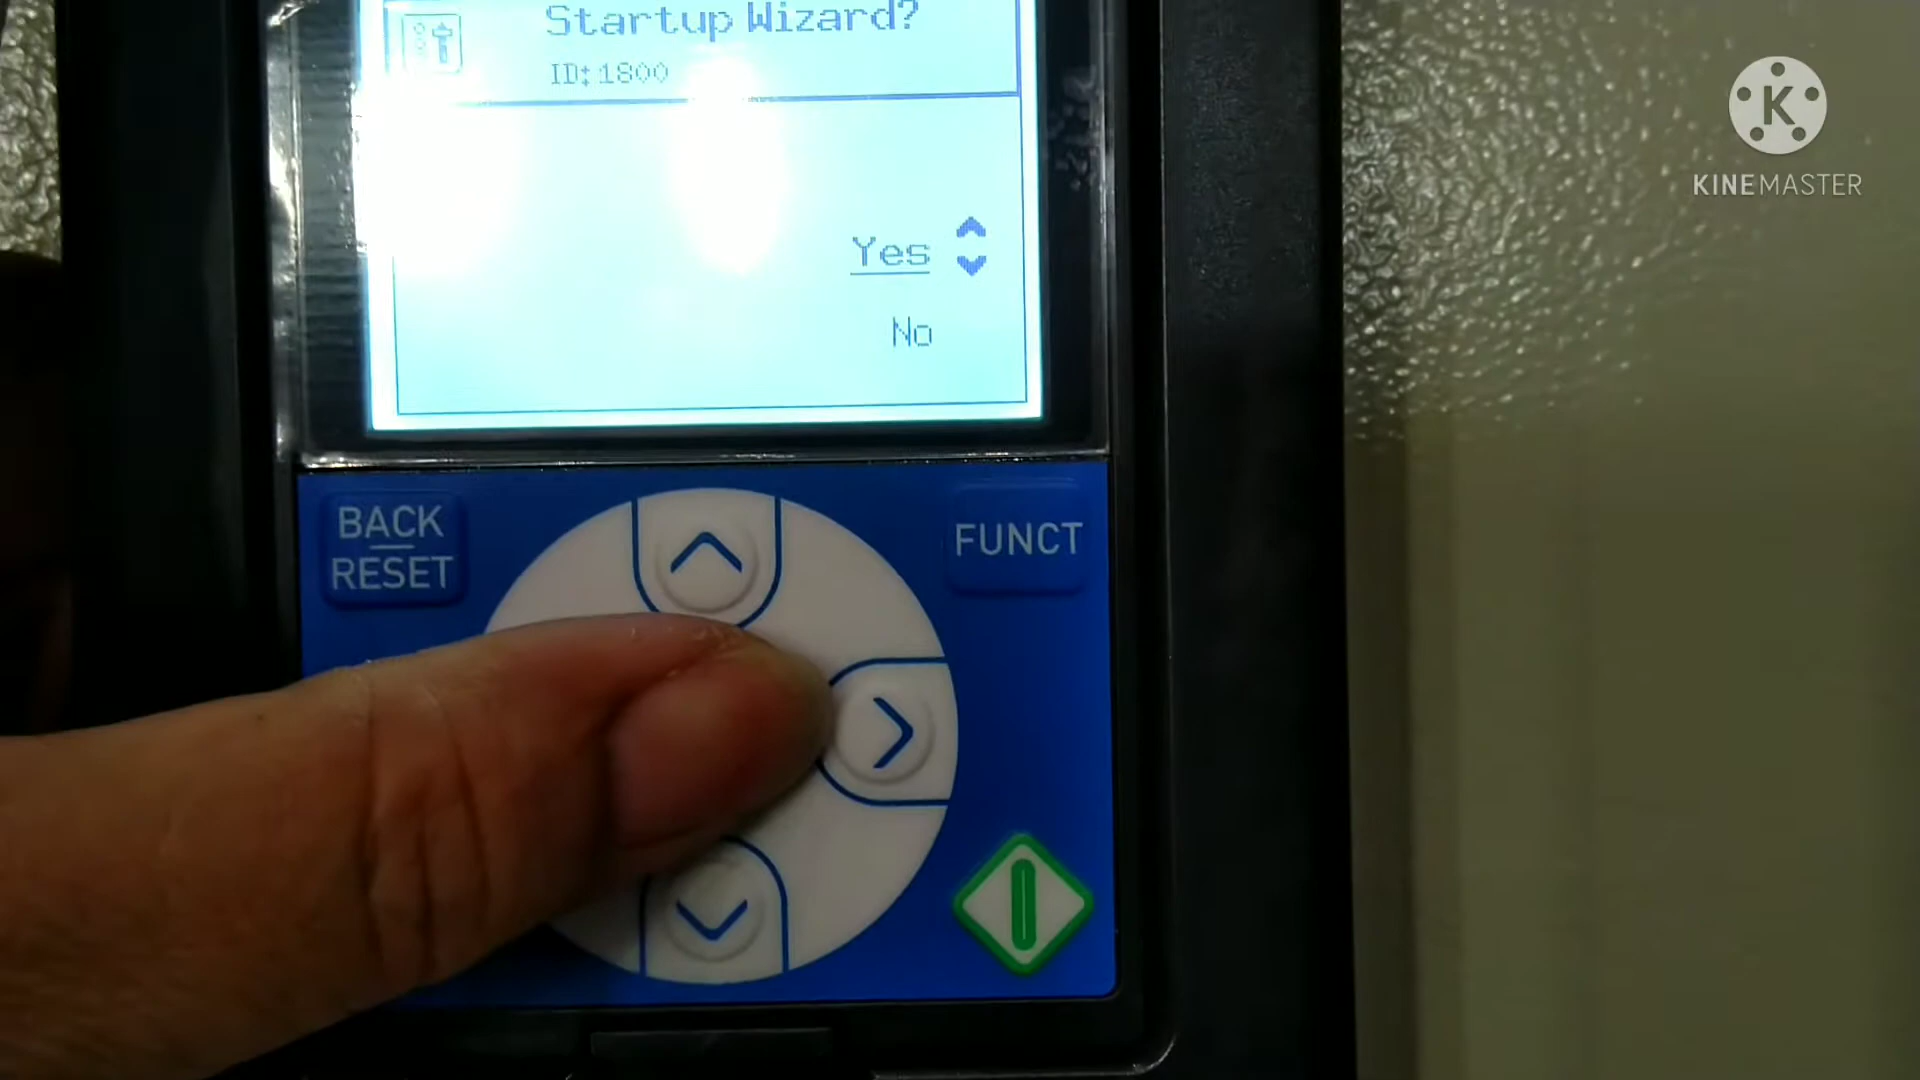 Startup Wizard?
ID:1800
Yes
No
BACK
RESET
FUNCT
K
KINEMASTER